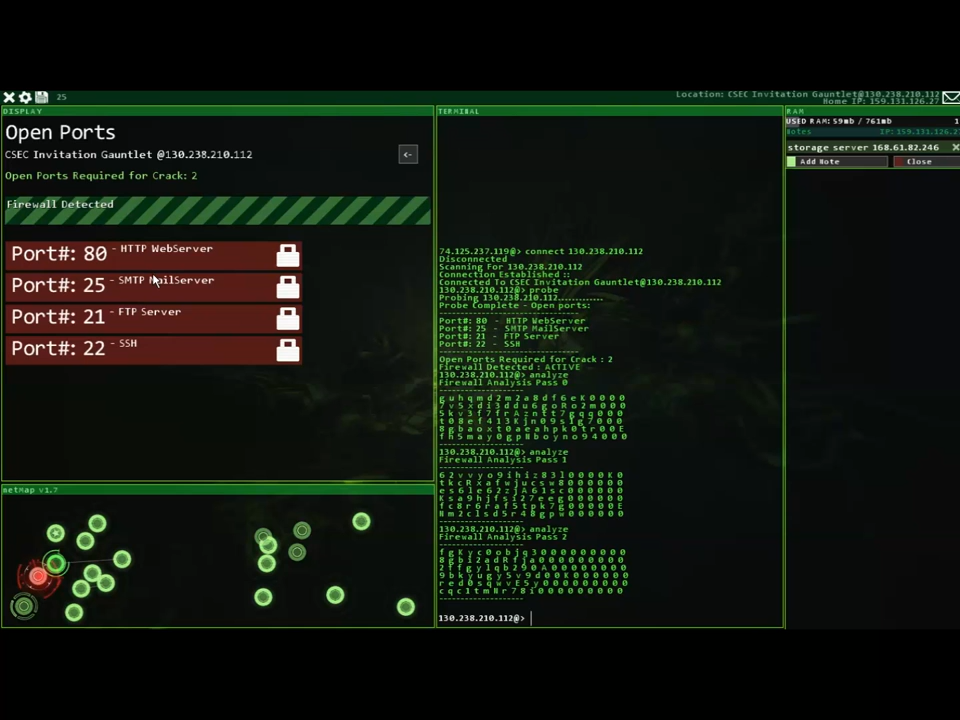 25
Location: CSEC Invitation Gauntlet@130.238.210.112
Home IP: 159.131.126.27
DISPLAY
Open Ports
CSEC Invitation Gauntlet @130.238.210.112
<-
Open Ports Required for Crack: 2
Firewall Detected
Port#: 80 - HTTP WebServer
Port#: 25 - SMTP MailServer
Port#: 21 - FTP Server
Port#: 22 - SSH
netMap v1.7
TERMINAL
74.125.237.119@> connect 130.238.210.112
Disconnected
Scanning For 130.238.210.112
Connection Established ::
Connected To CSEC Invitation Gauntlet@130.238.210.112
130.238.210.112@> probe
Probing 130.238.210.112.............
Probe Complete - Open ports:
Port#: 80 - HTTP WebServer
Port#: 25 - SMTP MailServer
Port#: 21 - FTP Server
Port#: 22 - SSH
Open Ports Required for Crack : 2
Firewall Detected : ACTIVE
130.238.210.112@> analyze
Firewall Analysis Pass 0
130.238.210.112@> analyze
Firewall Analysis Pass 1
130.238.210.112@> analyze
Firewall Analysis Pass 2
130.238.210.112@>
RAM
USED RAM: 59mb / 761mb
1
Notes
IP: 159.131.126.2
storage server 168.61.82.246
Add Note
Close